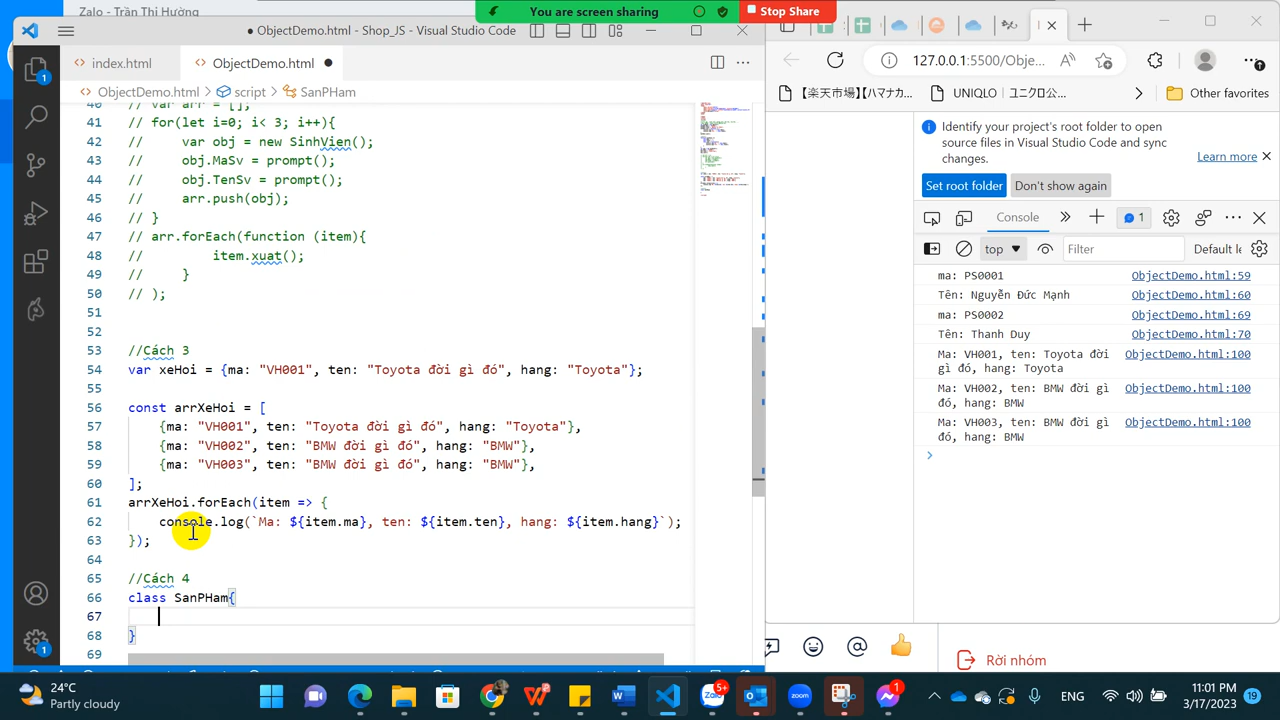 Zalo - Trần Thị Hường
You are screen sharing
Stop Share
● ObjectDemo.html - Shop_JS - Visual Studio Code
<> index.html
<> ObjectDemo.html ●
<> ObjectDemo.html > script > SanPHam
40 // var arr = [];
41 // for(let i=0; i< 3 ;i++){
42 // var obj = new SinhVien();
43 // obj.MaSv = prompt();
44 // obj.TenSv = prompt();
45 // arr.push(obj);
46 // }
47 // arr.forEach(function (item){
48 // item.xuat();
49 // }
50 // );
51
52
53 //Cách 3
54 var xeHoi = {ma: "VH001", ten: "Toyota đời gì đó", hang: "Toyota"};
55
56 const arrXeHoi = [
57 {ma: "VH001", ten: "Toyota đời gì đó", hang: "Toyota"},
58 {ma: "VH002", ten: "BMW đời gì đó", hang: "BMW"},
59 {ma: "VH003", ten: "BMW đời gì đó", hang: "BMW"},
60 ];
61 arrXeHoi.forEach(item => {
62 console.log(`Ma: ${item.ma}, ten: ${item.ten}, hang: ${item.hang}`);
63 });
64
65 //Cách 4
66 class SanPHam{
67
68 }
69
127.0.0.1:5500/Obje...
【楽天市場】【ハマナカ...
UNIQLO | ユニクロ公...
Other favorites
Identify your project's root folder to open
source files in Visual Studio Code and sync
changes.
Learn more
Set root folder
Don't show again
Console
1
top
Filter
Default le
ma: PS0001 ObjectDemo.html:59
Tên: Nguyễn Đức Mạnh ObjectDemo.html:60
ma: PS0002 ObjectDemo.html:69
Tên: Thanh Duy ObjectDemo.html:70
Ma: VH001, ten: Toyota đời ObjectDemo.html:100
gì đó, hang: Toyota
Ma: VH002, ten: BMW đời gì ObjectDemo.html:100
đó, hang: BMW
Ma: VH003, ten: BMW đời gì ObjectDemo.html:100
đó, hang: BMW
Rời nhóm
24°C
Partly cloudy
5+
zoom
1
ENG
11:01 PM
3/17/2023
19